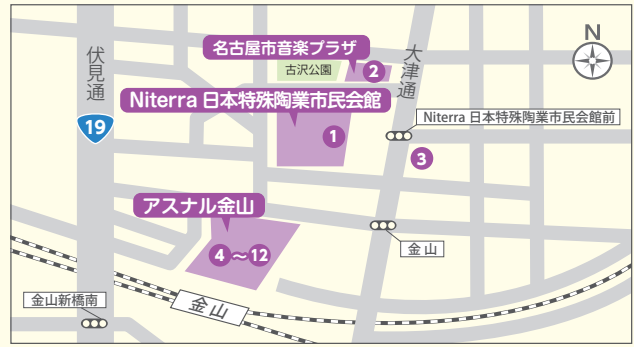 名古屋市音楽プラザ
古沢公園
2
Niterra 日本特殊陶業市民会館
1
伏見通
19
大津通
N
Niterra 日本特殊陶業市民会館前
3
アスナル金山
4〜12
金山
金山
金山新橋南